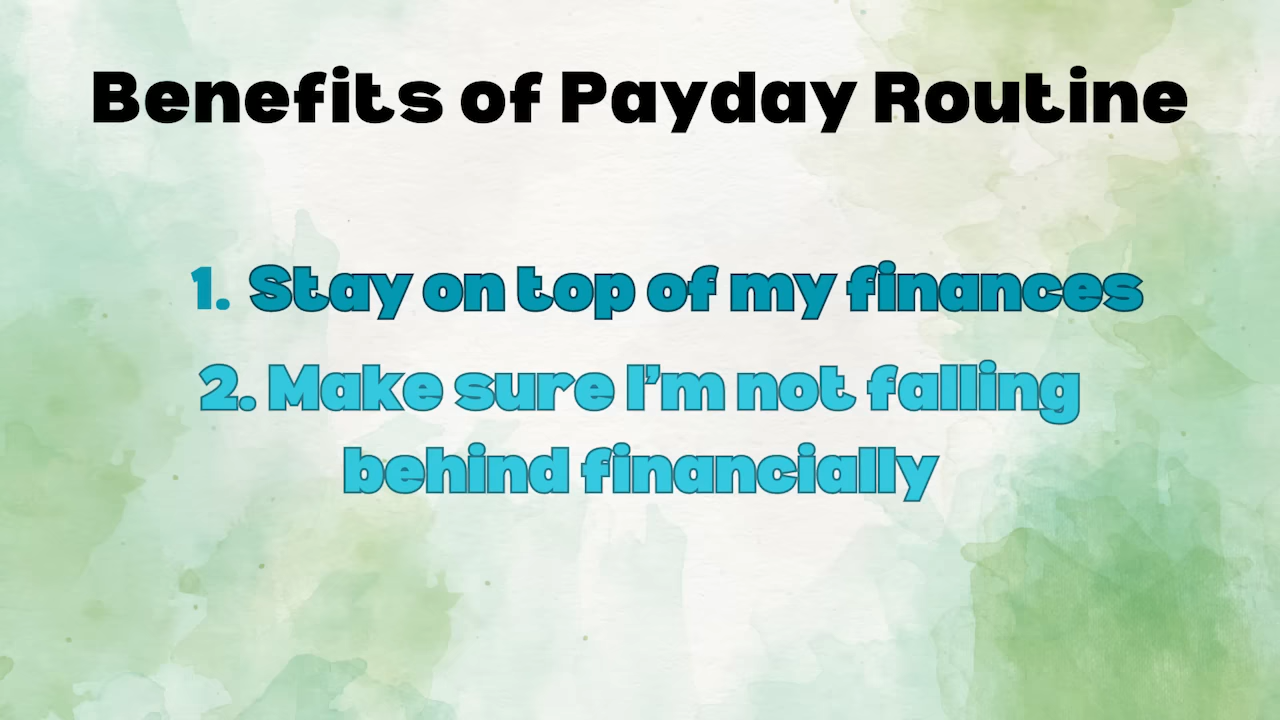 Benefits of Payday Routine
1. Stay on top of my finances
2. Make sure I'm not falling
behind financially